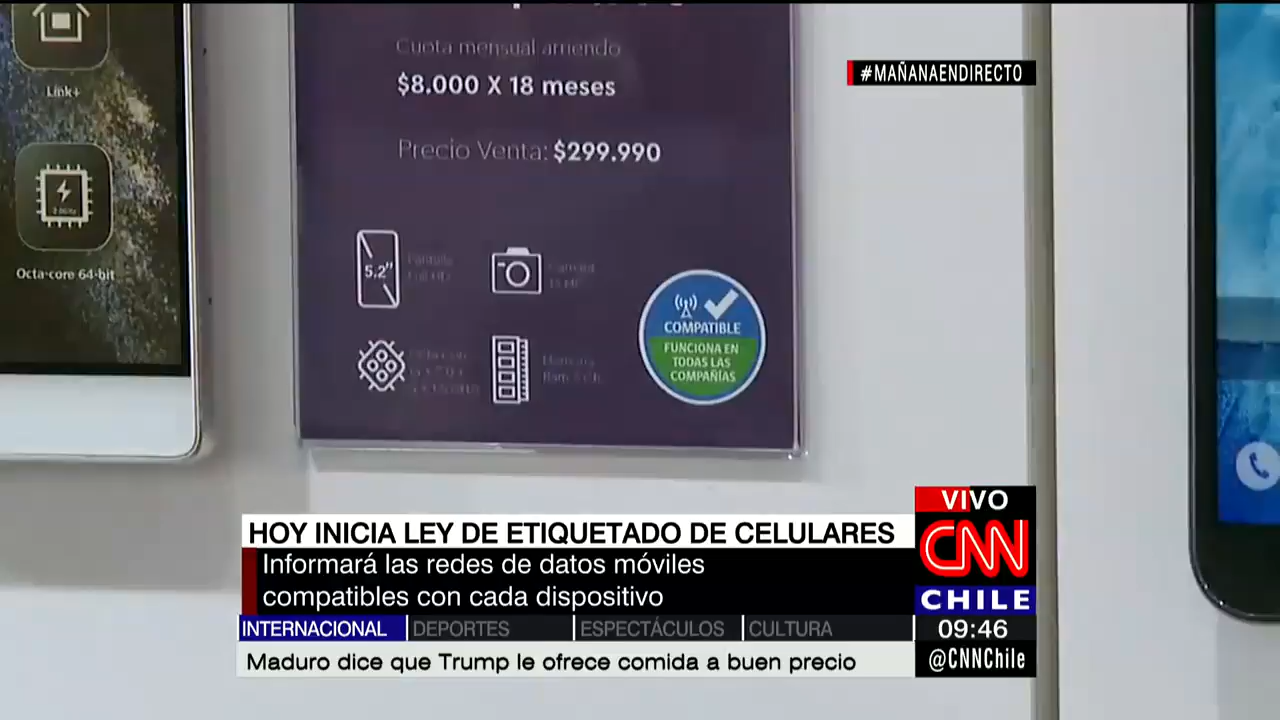 Link+
Octa-core 64-bit
Cuota mensual arriendo
$8.000 X 18 meses
Precio Venta: $299.990
5.2"
COMPATIBLE
FUNCIONA EN
TODAS LAS
COMPAÑÍAS
#MAÑANAENDIRECTO
HOY INICIA LEY DE ETIQUETADO DE CELULARES
Informará las redes de datos móviles
compatibles con cada dispositivo
INTERNACIONAL DEPORTES ESPECTÁCULOS CULTURA
Maduro dice que Trump le ofrece comida a buen precio
VIVO
CNN
CHILE
09:46
@CNNChile